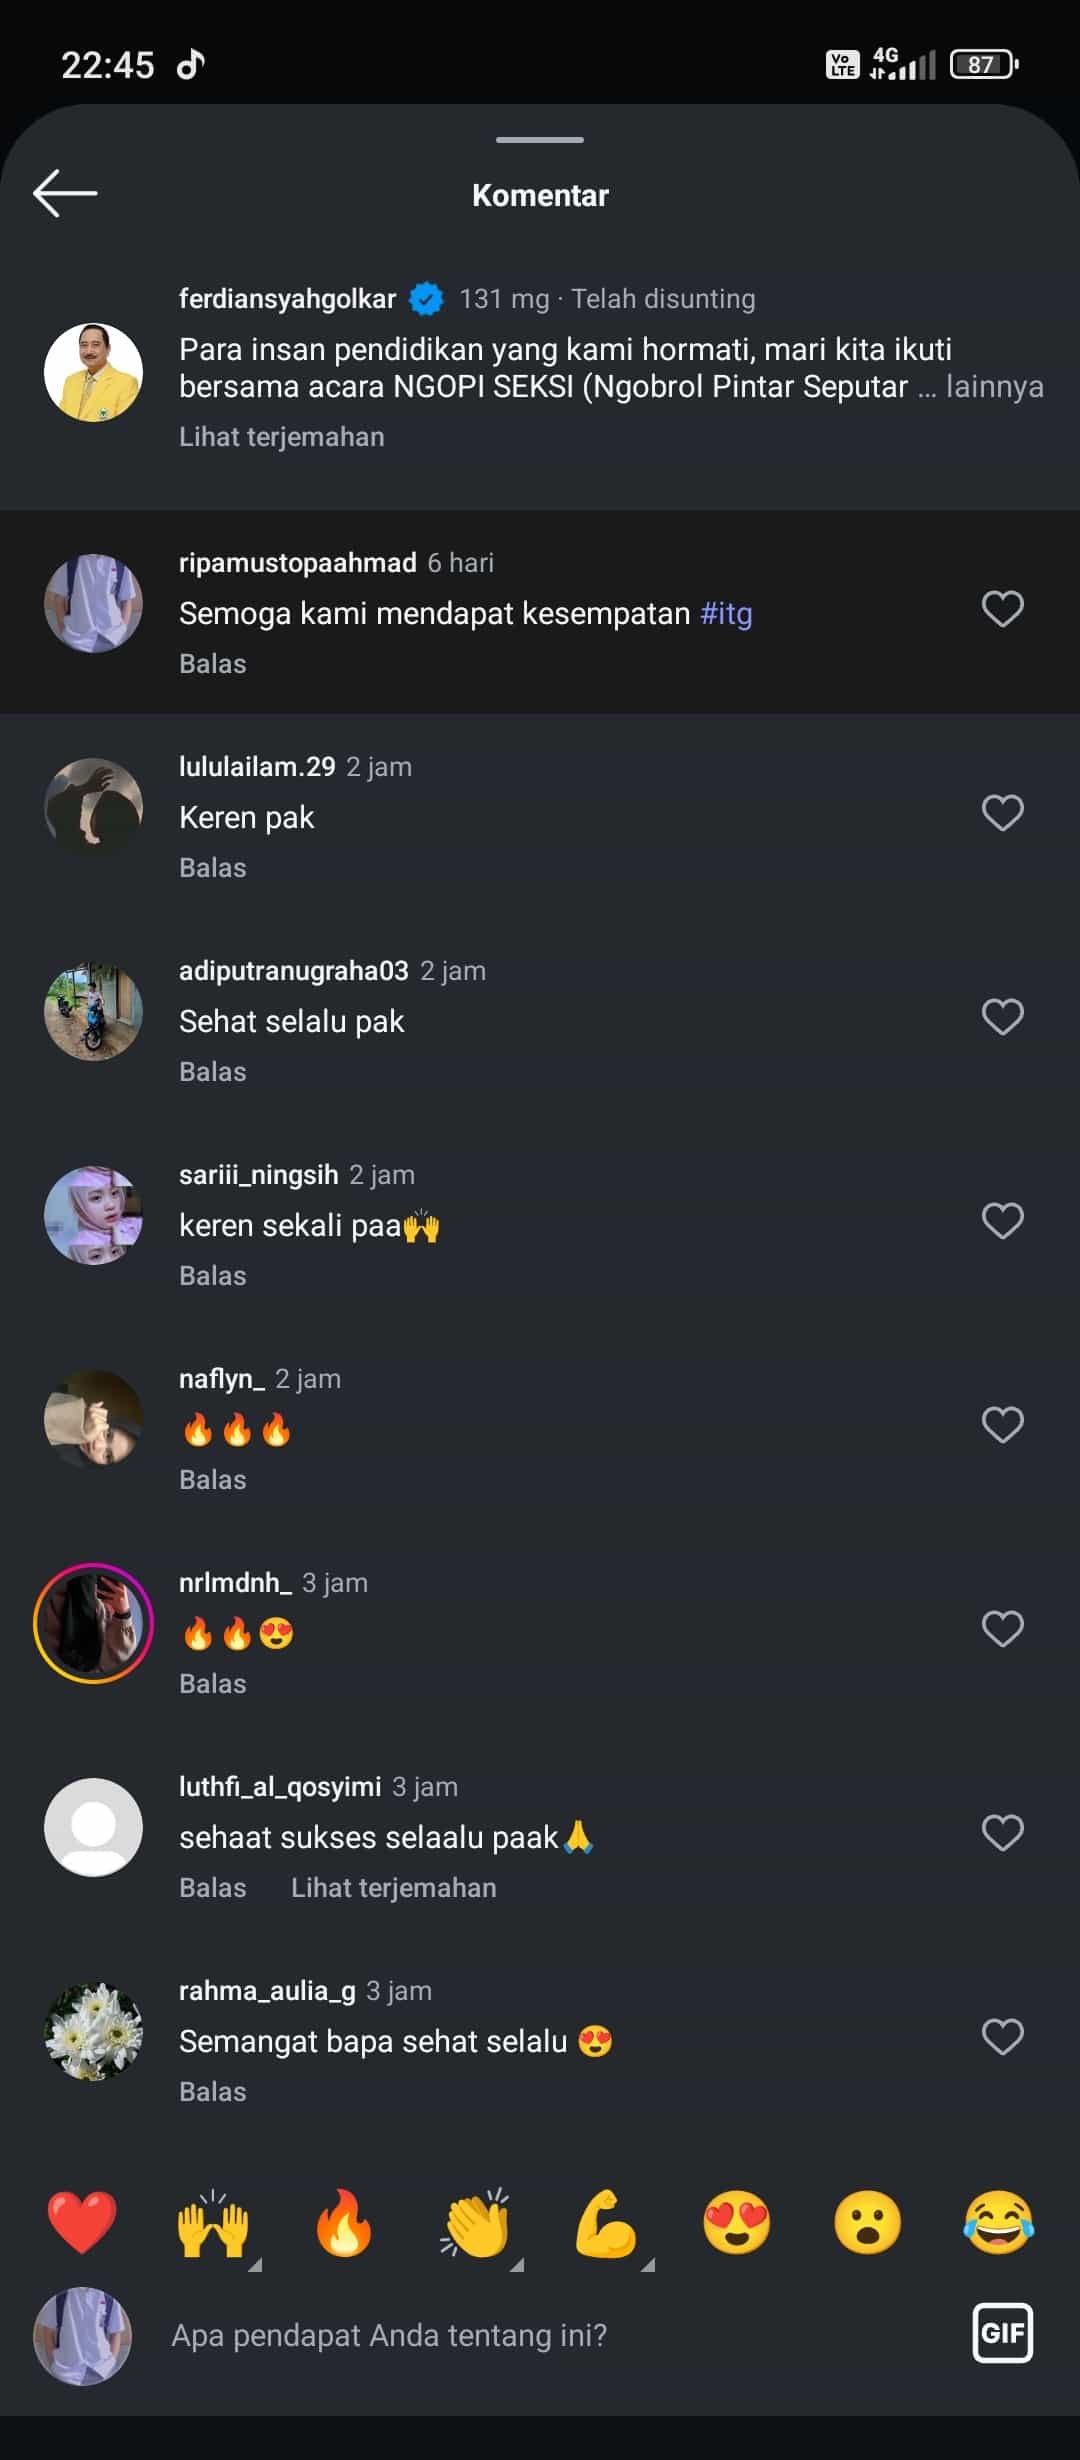 22:45
Vo LTE 4G 87
Komentar
ferdiansyahgolkar 131 mg · Telah disunting
Para insan pendidikan yang kami hormati, mari kita ikuti
bersama acara NGOPI SEKSI (Ngobrol Pintar Seputar ... lainnya
Lihat terjemahan
ripamustopaahmad 6 hari
Semoga kami mendapat kesempatan #itg
Balas
lululailam.29 2 jam
Keren pak
Balas
adiputranugraha03 2 jam
Sehat selalu pak
Balas
sariii_ningsih 2 jam
keren sekali paa🙌
Balas
naflyn_ 2 jam
🔥🔥🔥
Balas
nrlmdnh_ 3 jam
🔥🔥😍
Balas
luthfi_al_qosyimi 3 jam
sehaat sukses selaalu paak🙏
Balas Lihat terjemahan
rahma_aulia_g 3 jam
Semangat bapa sehat selalu 😍
Balas
❤️🙌🔥👏💪😍😮😂
Apa pendapat Anda tentang ini? GIF